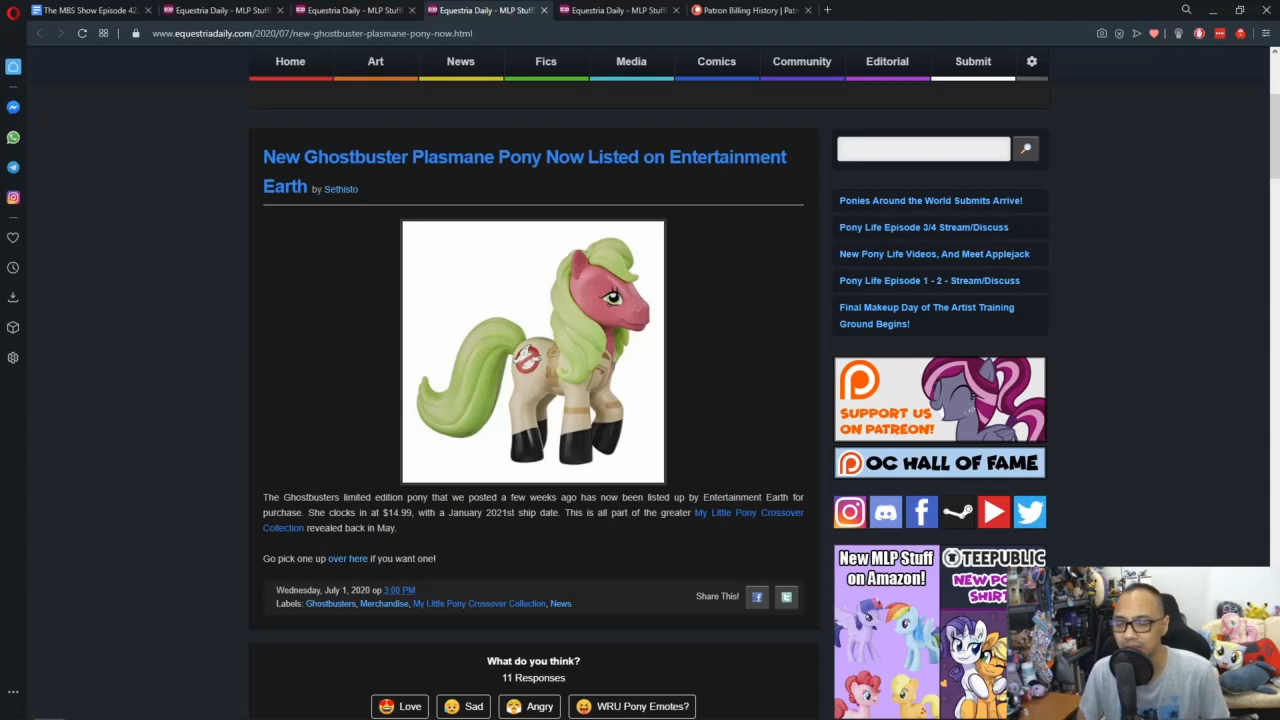 The MBS Show Episode 42
Equestria Daily - MLP Stuff
Equestria Daily - MLP Stuff
Equestria Daily - MLP Stuff
Equestria Daily - MLP Stuff
Patron Billing History | Patr
www.equestriadaily.com/2020/07/new-ghostbuster-plasmane-pony-now.html
Home
Art
News
Fics
Media
Comics
Community
Editorial
Submit
New Ghostbuster Plasmane Pony Now Listed on Entertainment
Earth by Sethisto
The Ghostbusters limited edition pony that we posted a few weeks ago has now been listed up by Entertainment Earth for
purchase. She clocks in at $14.99, with a January 2021st ship date. This is all part of the greater My Little Pony Crossover
Collection revealed back in May.
Go pick one up over here if you want one!
Wednesday, July 1, 2020 op 3:00 PM
Labels: Ghostbusters, Merchandise, My Little Pony Crossover Collection, News
Share This!
What do you think?
11 Responses
Love
Sad
Angry
WRU Pony Emotes?
Ponies Around the World Submits Arrive!
Pony Life Episode 3/4 Stream/Discuss
New Pony Life Videos, And Meet Applejack
Pony Life Episode 1 - 2 - Stream/Discuss
Final Makeup Day of The Artist Training
Ground Begins!
SUPPORT US
ON PATREON!
OC HALL OF FAME
New MLP Stuff
on Amazon!
TEEPUBLIC
NEW PO
SHIRT